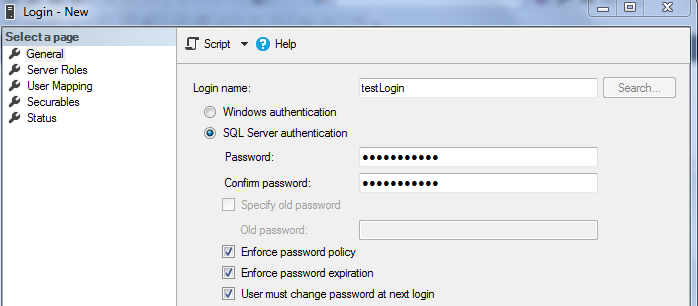 Login - New
Select a page
General
Server Roles
User Mapping
Securables
Status
Script
Help
Login name:
testLogin
Search...
Windows authentication
SQL Server authentication
Password:
●●●●●●●●●●●
Confirm password:
●●●●●●●●●●●
Specify old password
Old password:
Enforce password policy
Enforce password expiration
User must change password at next login